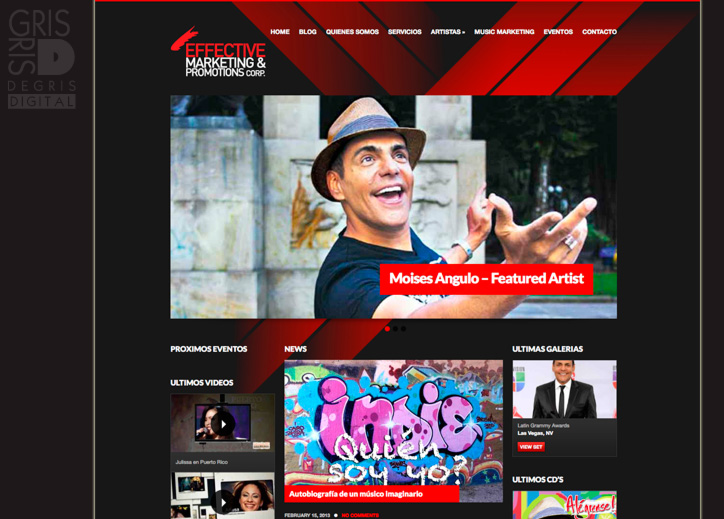 GRIS
GRIS
D
DEGRIS
DIGITAL
EFFECTIVE
MARKETING &
PROMOTIONS CORP.
HOME BLOG QUIENES SOMOS SERVICIOS ARTISTAS » MUSIC MARKETING EVENTOS CONTACTO
Moises Angulo – Featured Artist
PROXIMOS EVENTOS
ULTIMOS VIDEOS
Julissa en Puerto Rico
NEWS
indie
Quién
soy yo?
Autobiografía de un músico imaginario
FEBRUARY 15, 2013 NO COMMENTS
ULTIMAS GALERIAS
Latin Grammy Awards
Las Vegas, NV
VIEW SET
ULTIMOS CD'S
Alégrense!